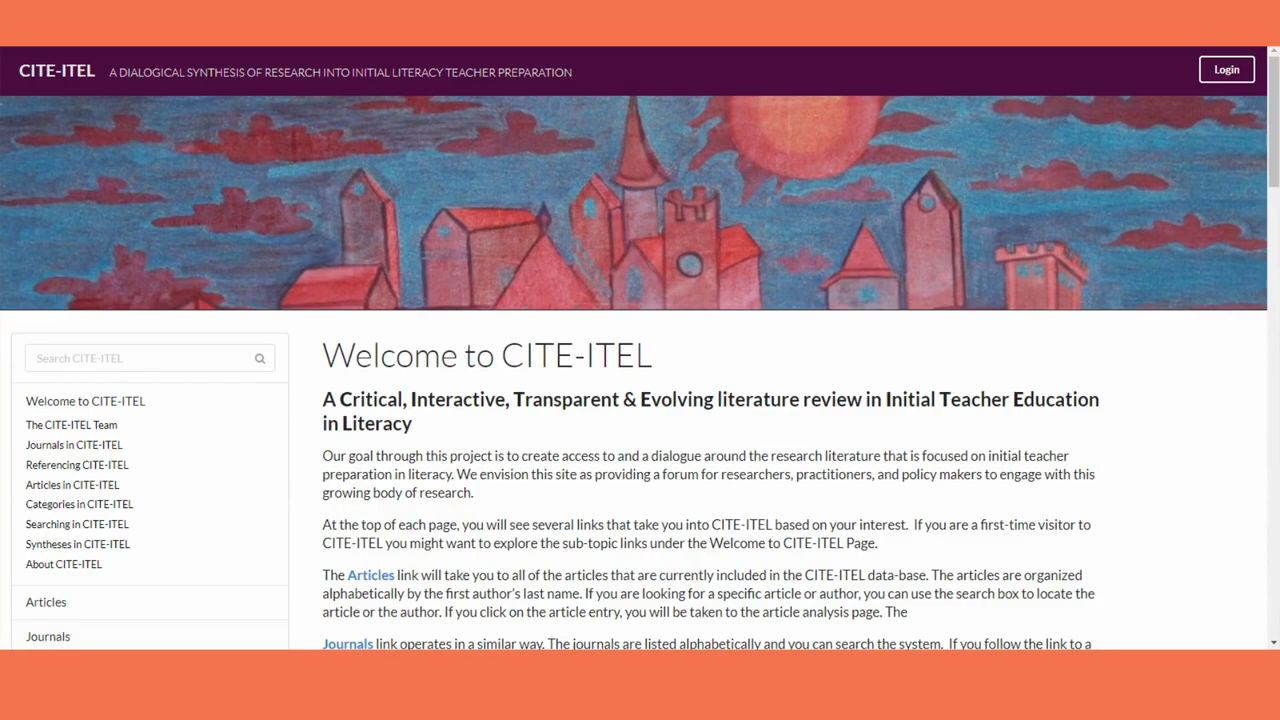 CITE-ITEL A DIALOGICAL SYNTHESIS OF RESEARCH INTO INITIAL LITERACY TEACHER PREPARATION
Login
Search CITE-ITEL
Welcome to CITE-ITEL
The CITE-ITEL Team
Journals in CITE-ITEL
Referencing CITE-ITEL
Articles in CITE-ITEL
Categories in CITE-ITEL
Searching in CITE-ITEL
Syntheses in CITE-ITEL
About CITE-ITEL
Articles
Journals
Welcome to CITE-ITEL
A Critical, Interactive, Transparent & Evolving literature review in Initial Teacher Education
in Literacy
Our goal through this project is to create access to and a dialogue around the research literature that is focused on initial teacher
preparation in literacy. We envision this site as providing a forum for researchers, practitioners, and policy makers to engage with this
growing body of research.
At the top of each page, you will see several links that take you into CITE-ITEL based on your interest. If you are a first-time visitor to
CITE-ITEL you might want to explore the sub-topic links under the Welcome to CITE-ITEL Page.
The Articles link will take you to all of the articles that are currently included in the CITE-ITEL data-base. The articles are organized
alphabetically by the first author's last name. If you are looking for a specific article or author, you can use the search box to locate the
article or the author. If you click on the article entry, you will be taken to the article analysis page. The
Journals link operates in a similar way. The journals are listed alphabetically and you can search the system. If you follow the link to a